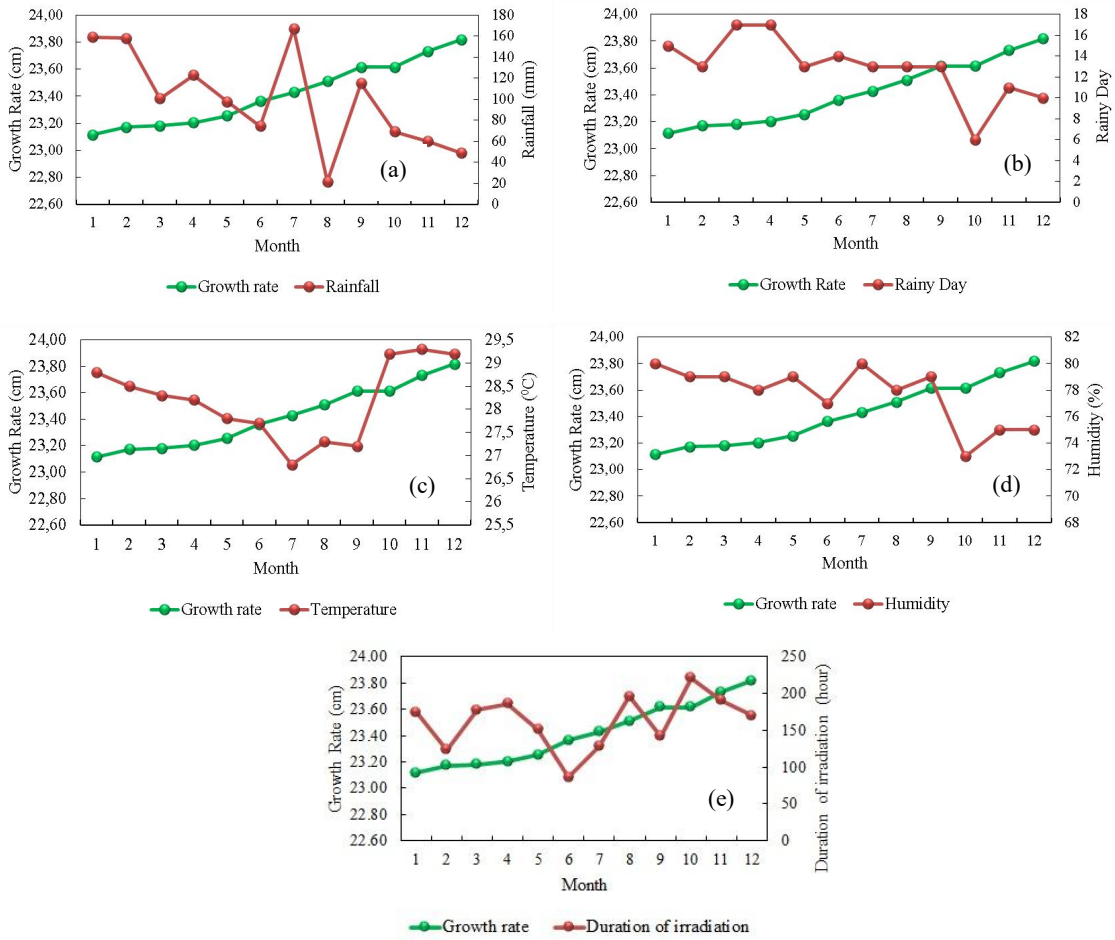 Growth Rate (cm)
24,00
23,80
23,60
23,40
23,20
23,00
22,80
22,60
180
160
140
120
100
80
60
40
20
0
Rainfall (mm)
(a)
1 2 3 4 5 6 7 8 9 10 11 12
Month
Growth rate Rainfall
Growth Rate (cm)
24,00
23,80
23,60
23,40
23,20
23,00
22,80
22,60
18
16
14
12
10
8
6
4
2
0
Rainy Day
(b)
1 2 3 4 5 6 7 8 9 10 11 12
Month
Growth Rate Rainy Day
Growth Rate (cm)
24,00
23,80
23,60
23,40
23,20
23,00
22,80
22,60
29,5
29
28,5
28
27,5
27
26,5
26
25,5
Temperature (⁰C)
(c)
1 2 3 4 5 6 7 8 9 10 11 12
Month
Growth rate Temperature
Growth Rate (cm)
24,00
23,80
23,60
23,40
23,20
23,00
22,80
22,60
82
80
78
76
74
72
70
68
Humidity (%)
(d)
1 2 3 4 5 6 7 8 9 10 11 12
Month
Growth rate Humidity
Growth Rate (cm)
24.00
23.80
23.60
23.40
23.20
23.00
22.80
22.60
250
200
150
100
50
0
Duration of irradiation (hour)
(e)
1 2 3 4 5 6 7 8 9 10 11 12
Month
Growth rate Duration of irradiation